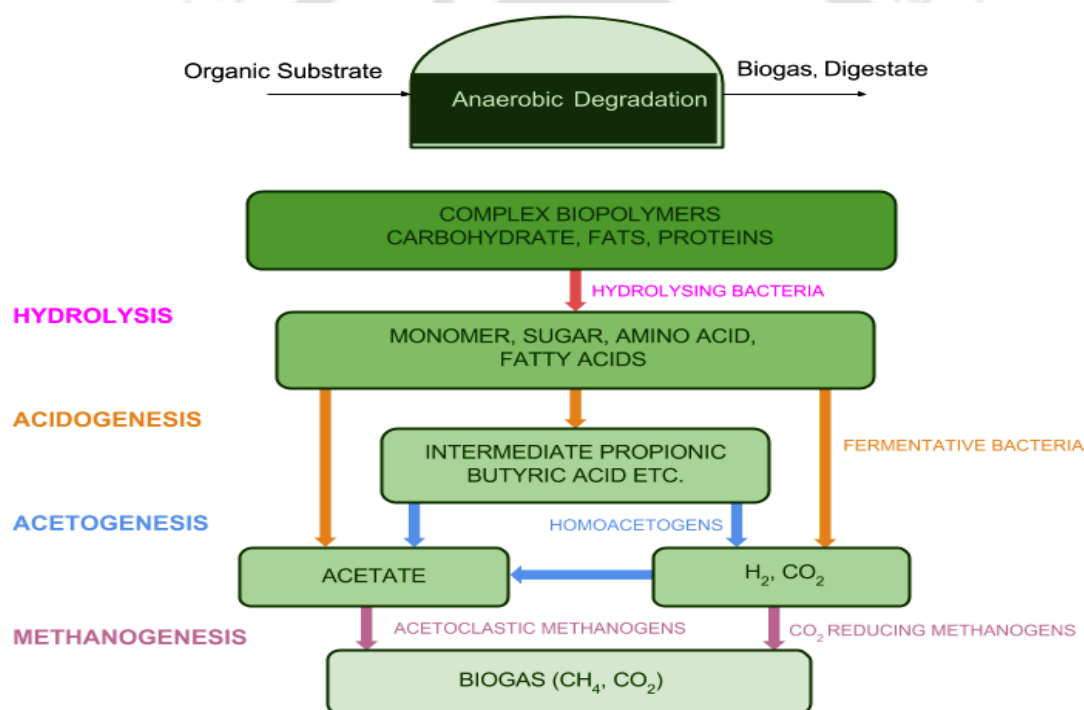 Organic Substrate
Anaerobic Degradation
Biogas, Digestate
COMPLEX BIOPOLYMERS
CARBOHYDRATE, FATS, PROTEINS
HYDROLYSING BACTERIA
HYDROLYSIS
MONOMER, SUGAR, AMINO ACID,
FATTY ACIDS
ACIDOGENESIS
INTERMEDIATE PROPIONIC
BUTYRIC ACID ETC.
FERMENTATIVE BACTERIA
ACETOGENESIS
HOMOACETOGENS
ACETATE
H₂, CO₂
METHANOGENESIS
ACETOCLASTIC METHANOGENS
CO₂ REDUCING METHANOGENS
BIOGAS (CH₄, CO₂)